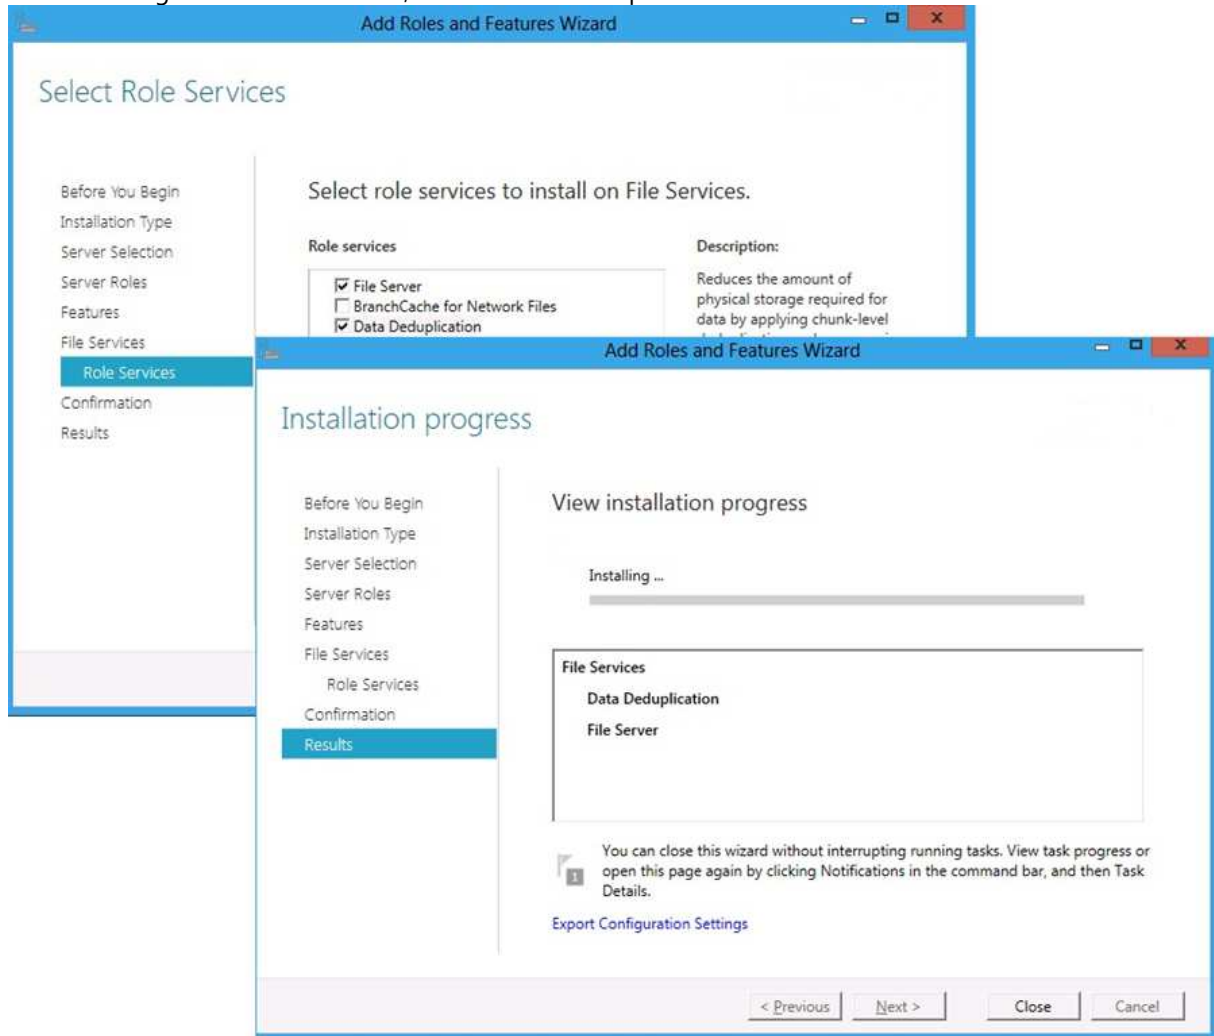 Add Roles and Features Wizard
Select Role Services
Before You Begin
Installation Type
Server Selection
Server Roles
Features
File Services
Role Services
Confirmation
Results
Select role services to install on File Services.
Role services
File Server
BranchCache for Network Files
Data Deduplication
Description:
Reduces the amount of
physical storage required for
data by applying chunk-level
Add Roles and Features Wizard
Installation progress
Before You Begin
Installation Type
Server Selection
Server Roles
Features
File Services
Role Services
Confirmation
Results
View installation progress
Installing ...
File Services
Data Deduplication
File Server
1
You can close this wizard without interrupting running tasks. View task progress or
open this page again by clicking Notifications in the command bar, and then Task
Details.
Export Configuration Settings
< Previous
Next >
Close
Cancel